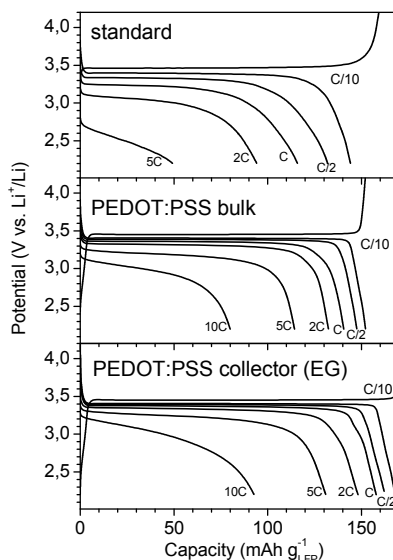 4,0
standard
3,5
C/10
3,0
2,5
5C
2C
C
C/2
4,0
PEDOT:PSS bulk
3,5
C/10
3,0
2,5
10C
5C
2C
C
C/2
4,0
PEDOT:PSS collector (EG)
C/10
3,5
3,0
2,5
10C
5C
2C
C
C/2
0
50
100
150
Potential (V vs. Li+/Li)
Capacity (mAh g-1LFP)